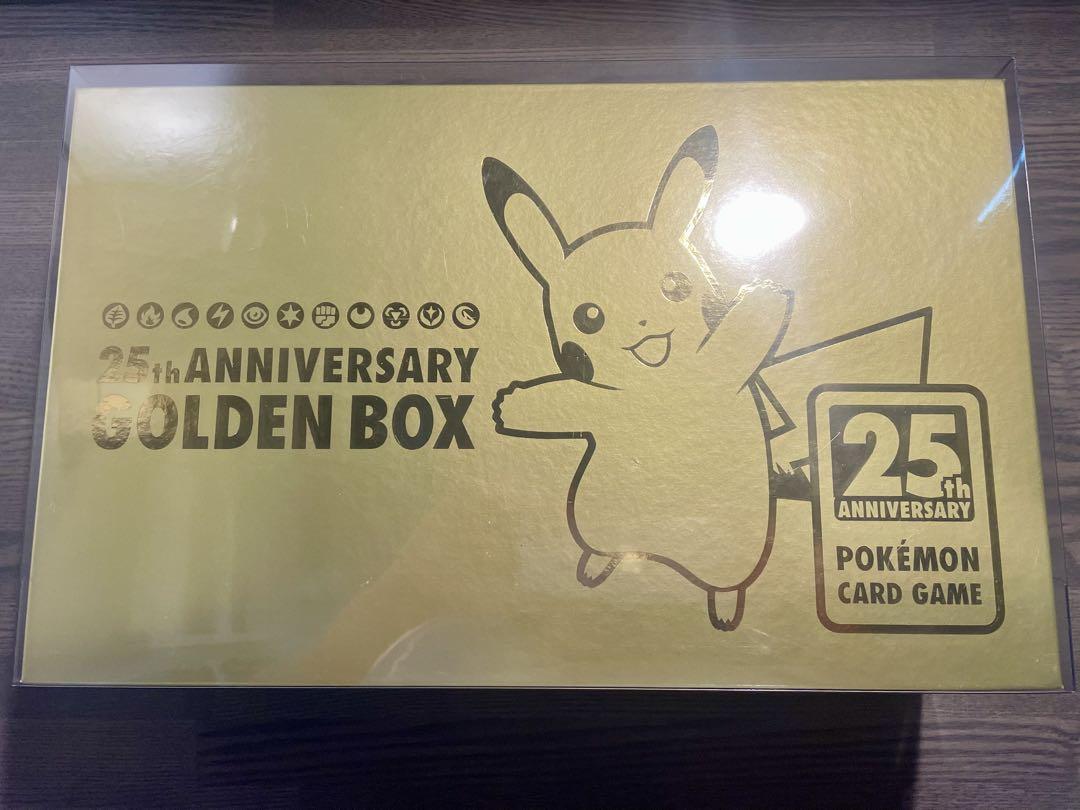 25th ANNIVERSARY
GOLDEN BOX
25th
ANNIVERSARY
POKÉMON
CARD GAME